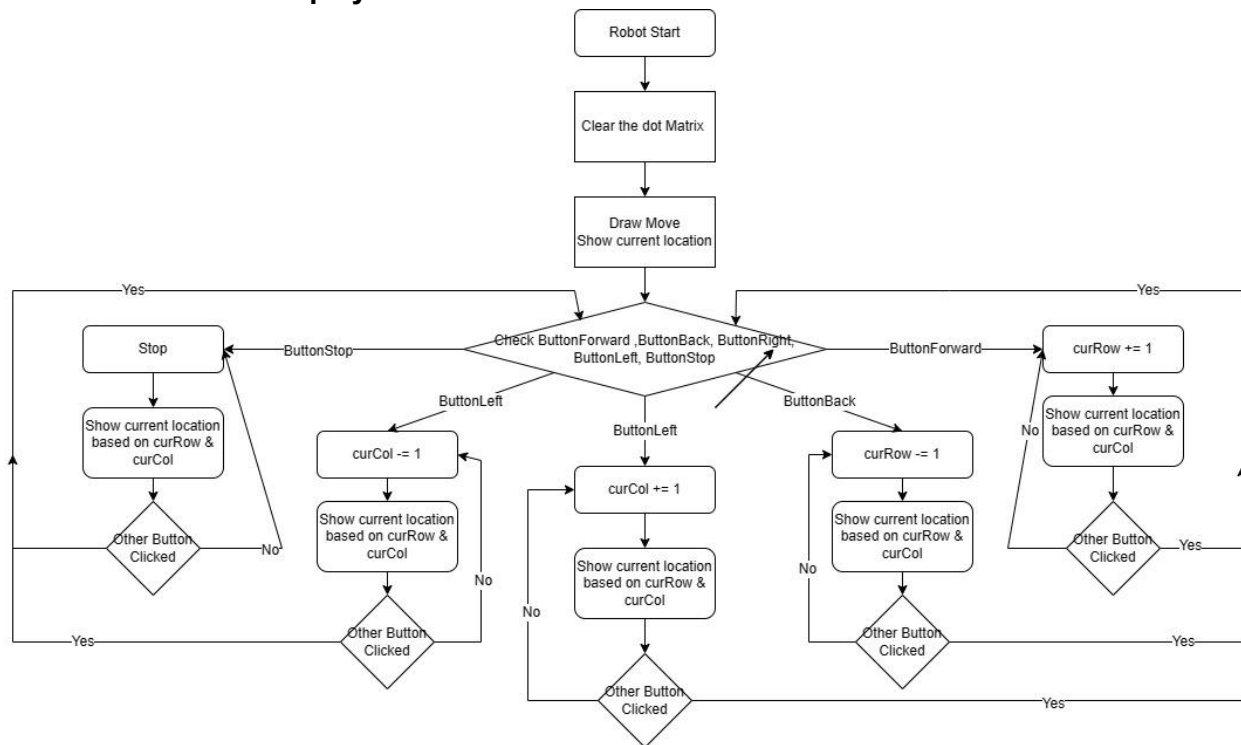 Robot Start
Clear the dot Matrix
Draw Move
Show current location
Yes
Yes
Check ButtonForward ,ButtonBack, ButtonRight,
ButtonLeft, ButtonStop
ButtonStop
ButtonForward
ButtonLeft
ButtonLeft
ButtonBack
Stop
Show current location
based on curRow &
curCol
Other Button
Clicked
No
curCol -= 1
Show current location
based on curRow &
curCol
Other Button
Clicked
No
Yes
curCol += 1
Show current location
based on curRow &
curCol
Other Button
Clicked
No
Yes
curRow -= 1
Show current location
based on curRow &
curCol
Other Button
Clicked
No
Yes
curRow += 1
Show current location
based on curRow &
curCol
Other Button
Clicked
No
Yes